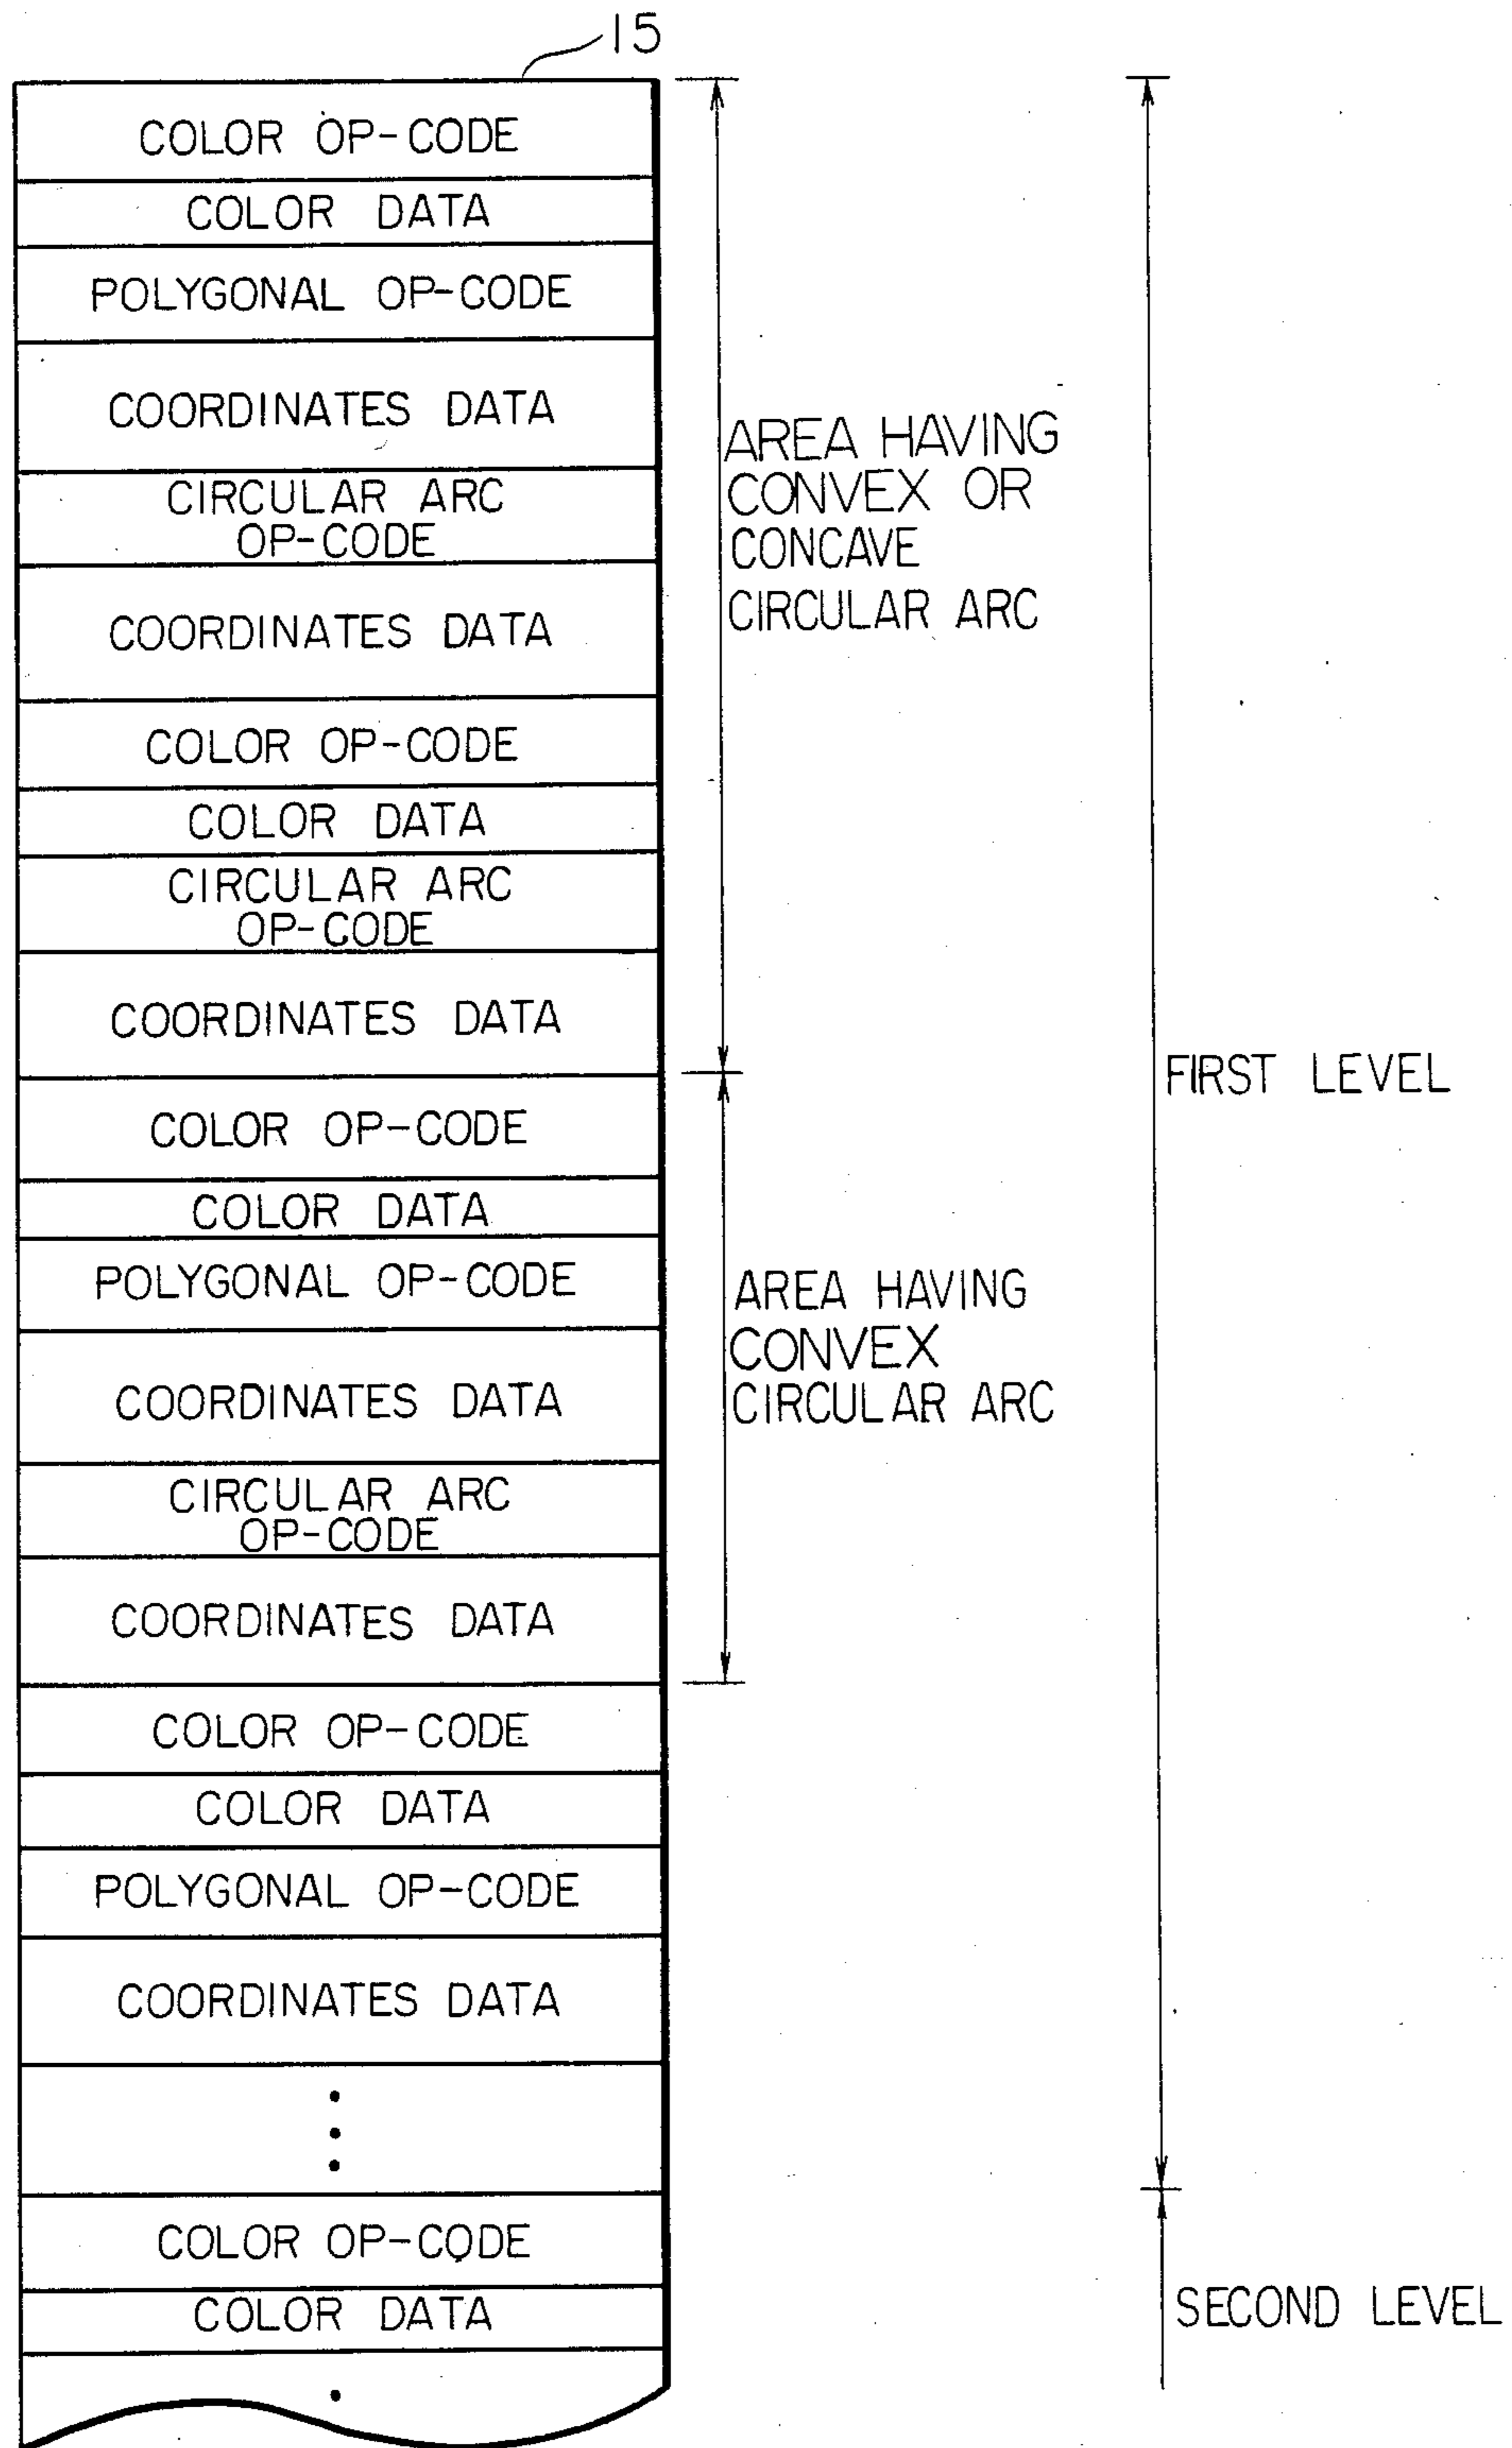 15
COLOR OP-CODE
COLOR DATA
POLYGONAL OP-CODE
COORDINATES DATA
CIRCULAR ARC
OP-CODE
COORDINATES DATA
COLOR OP-CODE
COLOR DATA
CIRCULAR ARC
OP-CODE
COORDINATES DATA
AREA HAVING
CONVEX OR
CONCAVE
CIRCULAR ARC
COLOR OP-CODE
COLOR DATA
POLYGONAL OP-CODE
COORDINATES DATA
CIRCULAR ARC
OP-CODE
COORDINATES DATA
AREA HAVING
CONVEX
CIRCULAR ARC
COLOR OP-CODE
COLOR DATA
POLYGONAL OP-CODE
COORDINATES DATA
FIRST LEVEL
COLOR OP-CODE
COLOR DATA
SECOND LEVEL